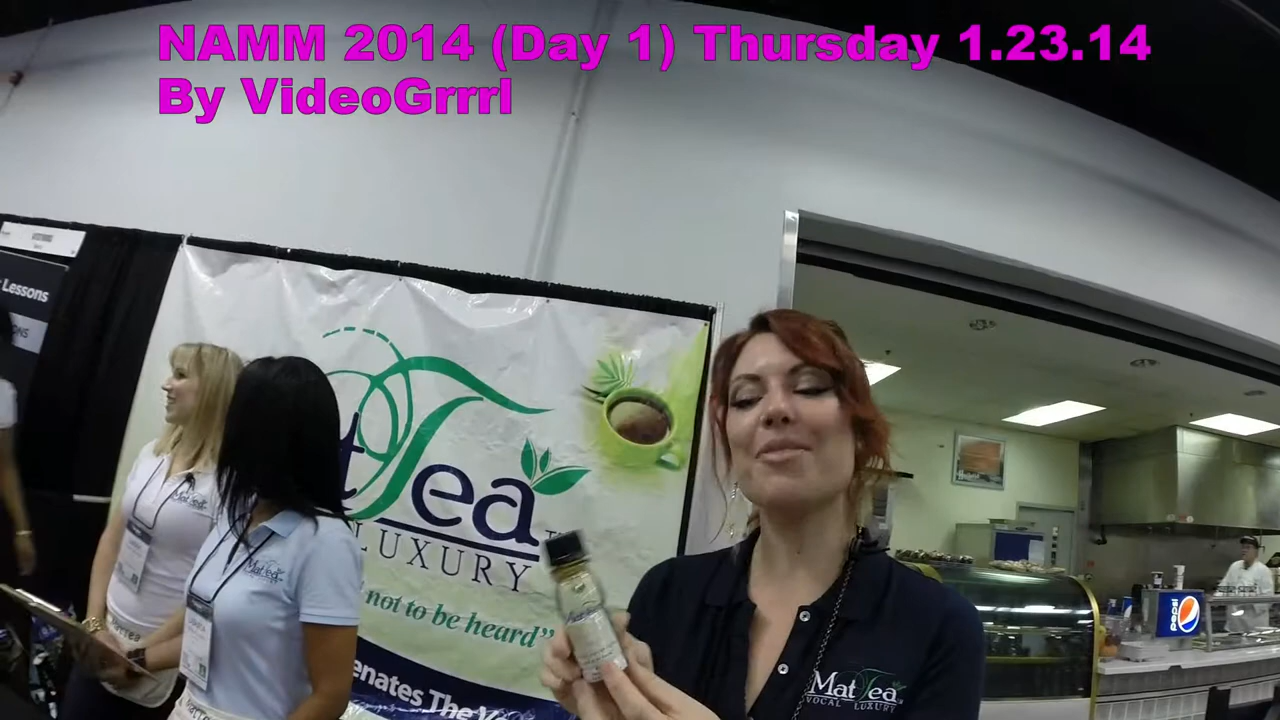 NAMM 2014 (Day 1) Thursday 1.23.14
By VideoGrrrl
Lessons
tTea
LUXURY
not to be heard”
enates The
MatTea
MatTea
MatTea
VOCAL LUXURY
pepsi